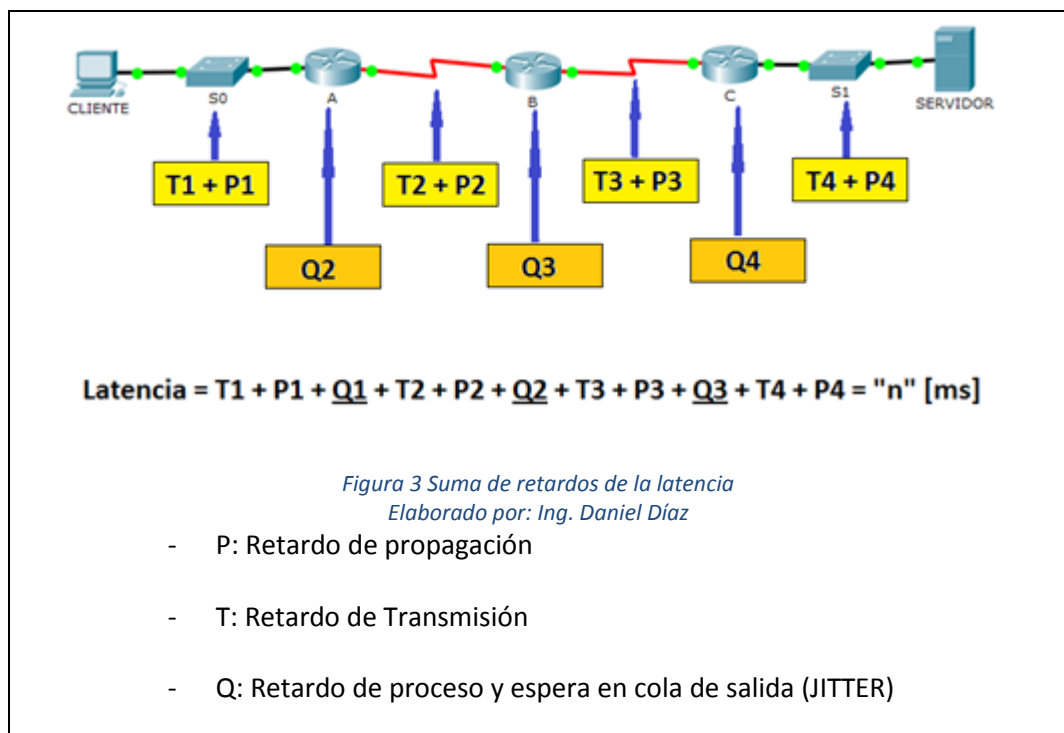 CLIENTE
S0
A
B
C
S1
SERVIDOR
T1 + P1
T2 + P2
T3 + P3
T4 + P4
Q2
Q3
Q4
Latencia = T1 + P1 + Q1 + T2 + P2 + Q2 + T3 + P3 + Q3 + T4 + P4 = "n" [ms]
Figura 3 Suma de retardos de la latencia
Elaborado por: Ing. Daniel Díaz
- P: Retardo de propagación
- T: Retardo de Transmisión
- Q: Retardo de proceso y espera en cola de salida (JITTER)